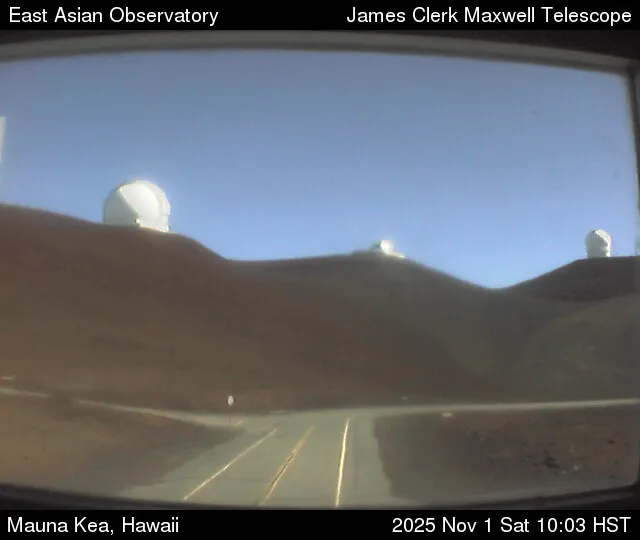 East Asian Observatory
James Clerk Maxwell Telescope
Mauna Kea, Hawaii
2025 Nov 1 Sat 10:03 HST